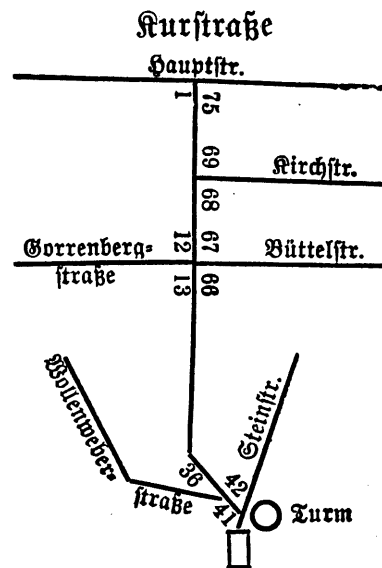 Kurſtraße
Hauptſtr.
1 75
69
Kirchſtr.
68
Gorrenberg=
ſtraße
12 67
13 66
Büttelſtr.
Wollenweber=
ſtraße
Steinſtr.
36
42
41
Turm